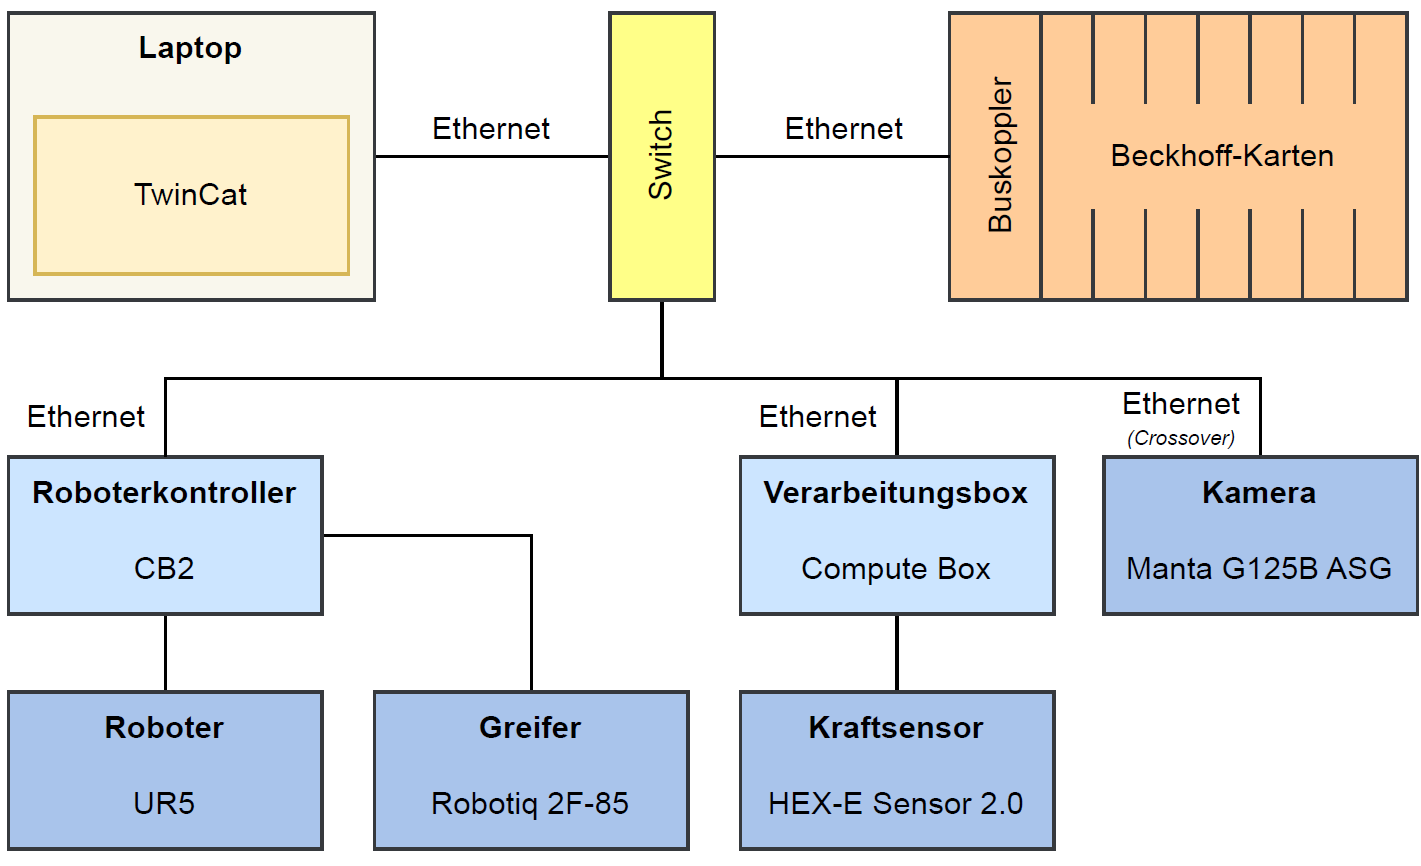 Laptop
TwinCat
Ethernet
Switch
Ethernet
Buskoppler
Beckhoff-Karten
Ethernet
Ethernet
Ethernet
(Crossover)
Roboterkontroller
CB2
Verarbeitungsbox
Compute Box
Kamera
Manta G125B ASG
Roboter
UR5
Greifer
Robotiq 2F-85
Kraftsensor
HEX-E Sensor 2.0